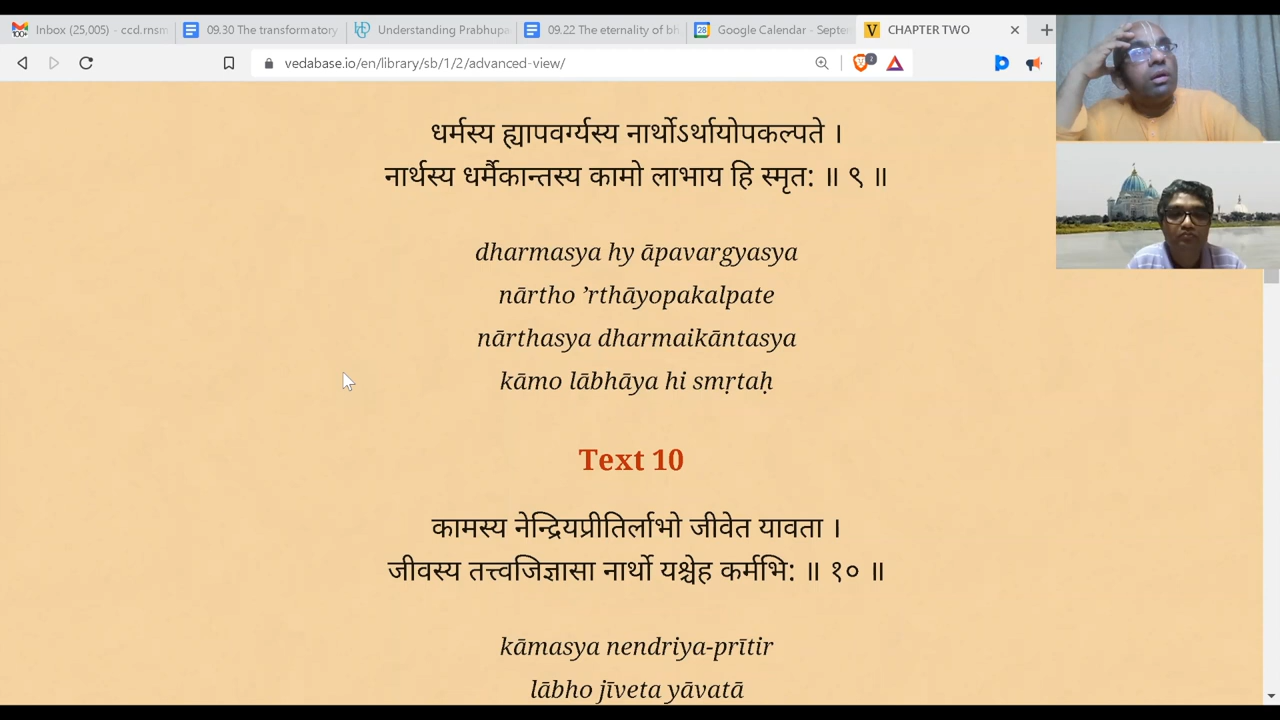 Inbox (25,005) - ccd.rns
09.30 The transformatory
Understanding Prabhupa
09.22 The eternality of bh
Google Calendar - Septe
CHAPTER TWO
vedabase.io/en/library/sb/1/2/advanced-view/
धर्मस्य ह्यापवर्ग्यस्य नार्थोऽर्थायोपकल्पते ।
नार्थस्य धर्मैकान्तस्य कामो लाभाय हि स्मृत: ॥ ९ ॥
dharmasya hy āpavargyasya
nārtho ’rthāyopakalpate
nārthasya dharmaikāntasya
kāmo lābhāya hi smṛtaḥ
Text 10
कामस्य नेन्द्रियप्रीतिर्लाभो जीवेत यावता ।
जीवस्य तत्त्वजिज्ञासा नार्थो यश्चेह कर्मभि: ॥ १० ॥
kāmasya nendriya-prītir
lābho jīveta yāvatā